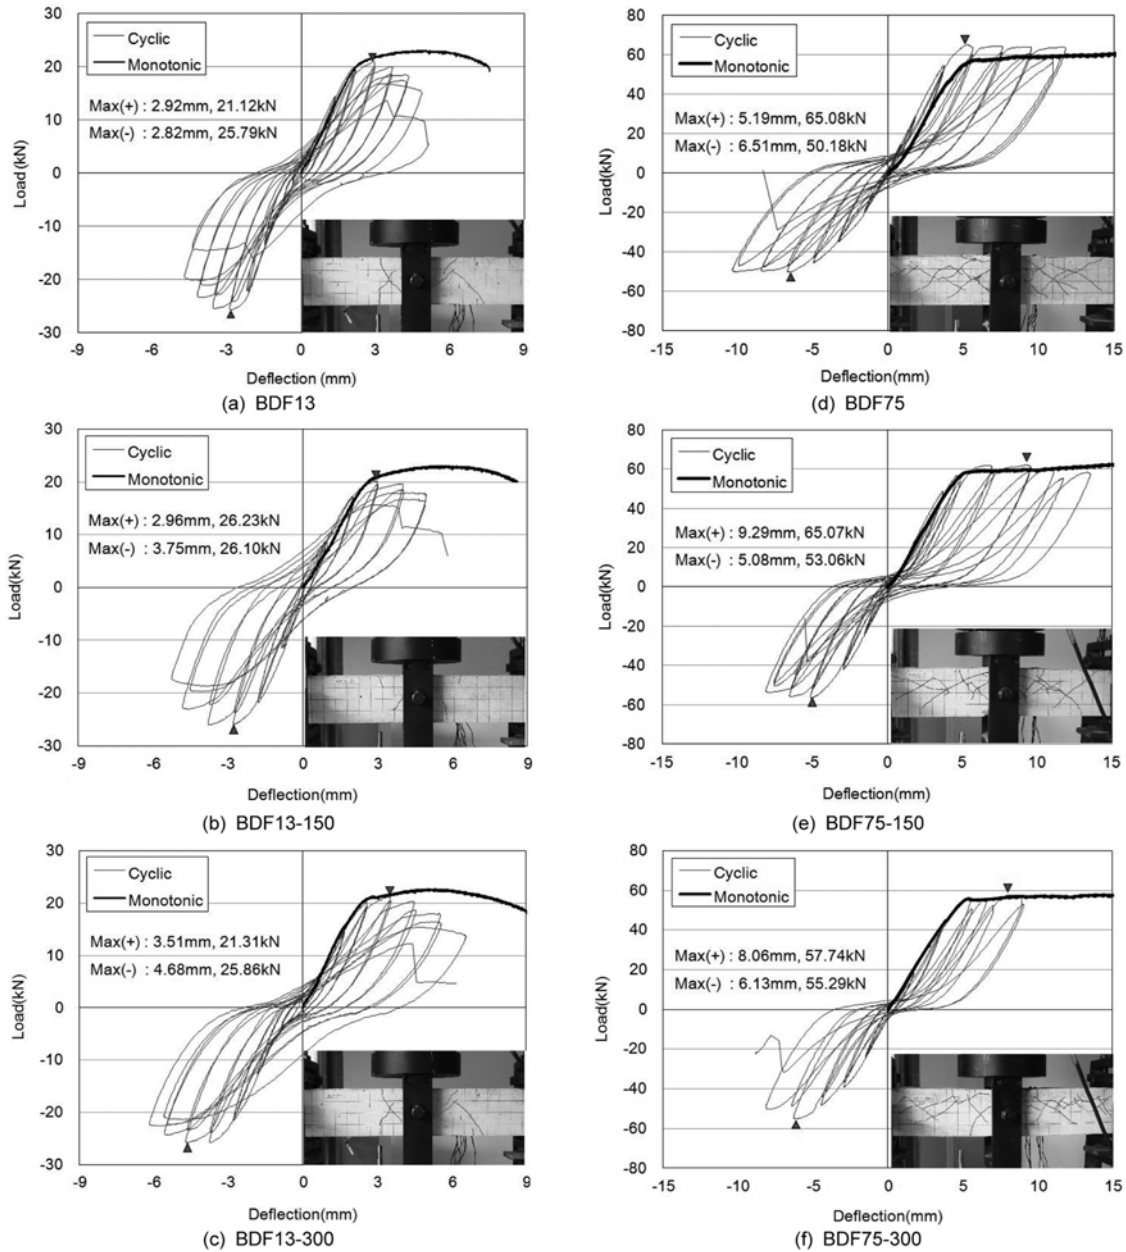 30
20
10
0
-10
-20
-30
Load (kN)
Cyclic
Monotonic
Max(+) : 2.92mm, 21.12kN
Max(-) : 2.82mm, 25.79kN
-9 -6 -3 0 3 6 9
Deflection (mm)
(a) BDF13
80
60
40
20
0
-20
-40
-60
-80
Load(kN)
Cyclic
Monotonic
Max(+) : 5.19mm, 65.08kN
Max(-) : 6.51mm, 50.18kN
-15 -10 -5 0 5 10 15
Deflection(mm)
(d) BDF75
30
20
10
0
-10
-20
-30
Load(kN)
Cyclic
Monotonic
Max(+) : 2.96mm, 26.23kN
Max(-) : 3.75mm, 26.10kN
-9 -6 -3 0 3 6 9
Deflection(mm)
(b) BDF13-150
80
60
40
20
0
-20
-40
-60
-80
Load(kN)
Cyclic
Monotonic
Max(+) : 9.29mm, 65.07kN
Max(-) : 5.08mm, 53.06kN
-15 -10 -5 0 5 10 15
Deflection(mm)
(e) BDF75-150
30
20
10
0
-10
-20
-30
Load(kN)
Cyclic
Monotonic
Max(+) : 3.51mm, 21.31kN
Max(-) : 4.68mm, 25.86kN
-9 -6 -3 0 3 6 9
Deflection(mm)
(c) BDF13-300
80
60
40
20
0
-20
-40
-60
-80
Load(kN)
Cyclic
Monotonic
Max(+) : 8.06mm, 57.74kN
Max(-) : 6.13mm, 55.29kN
-15 -10 -5 0 5 10 15
Deflection(mm)
(f) BDF75-300